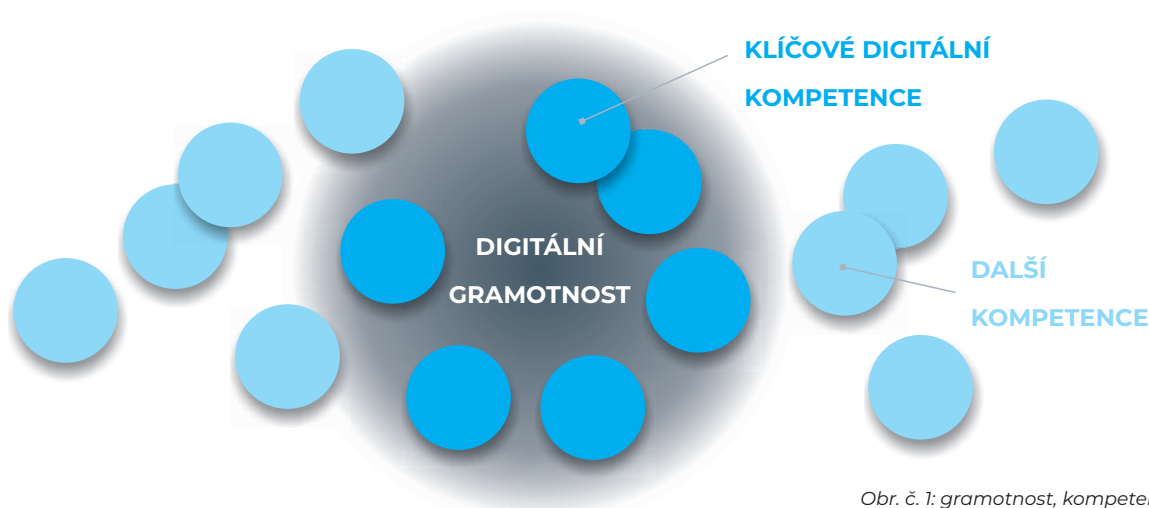 KLÍČOVÉ DIGITÁLNÍ
KOMPETENCE
DIGITÁLNÍ
GRAMOTNOST
DALŠÍ
KOMPETENCE
Obr. č. 1: gramotnost,